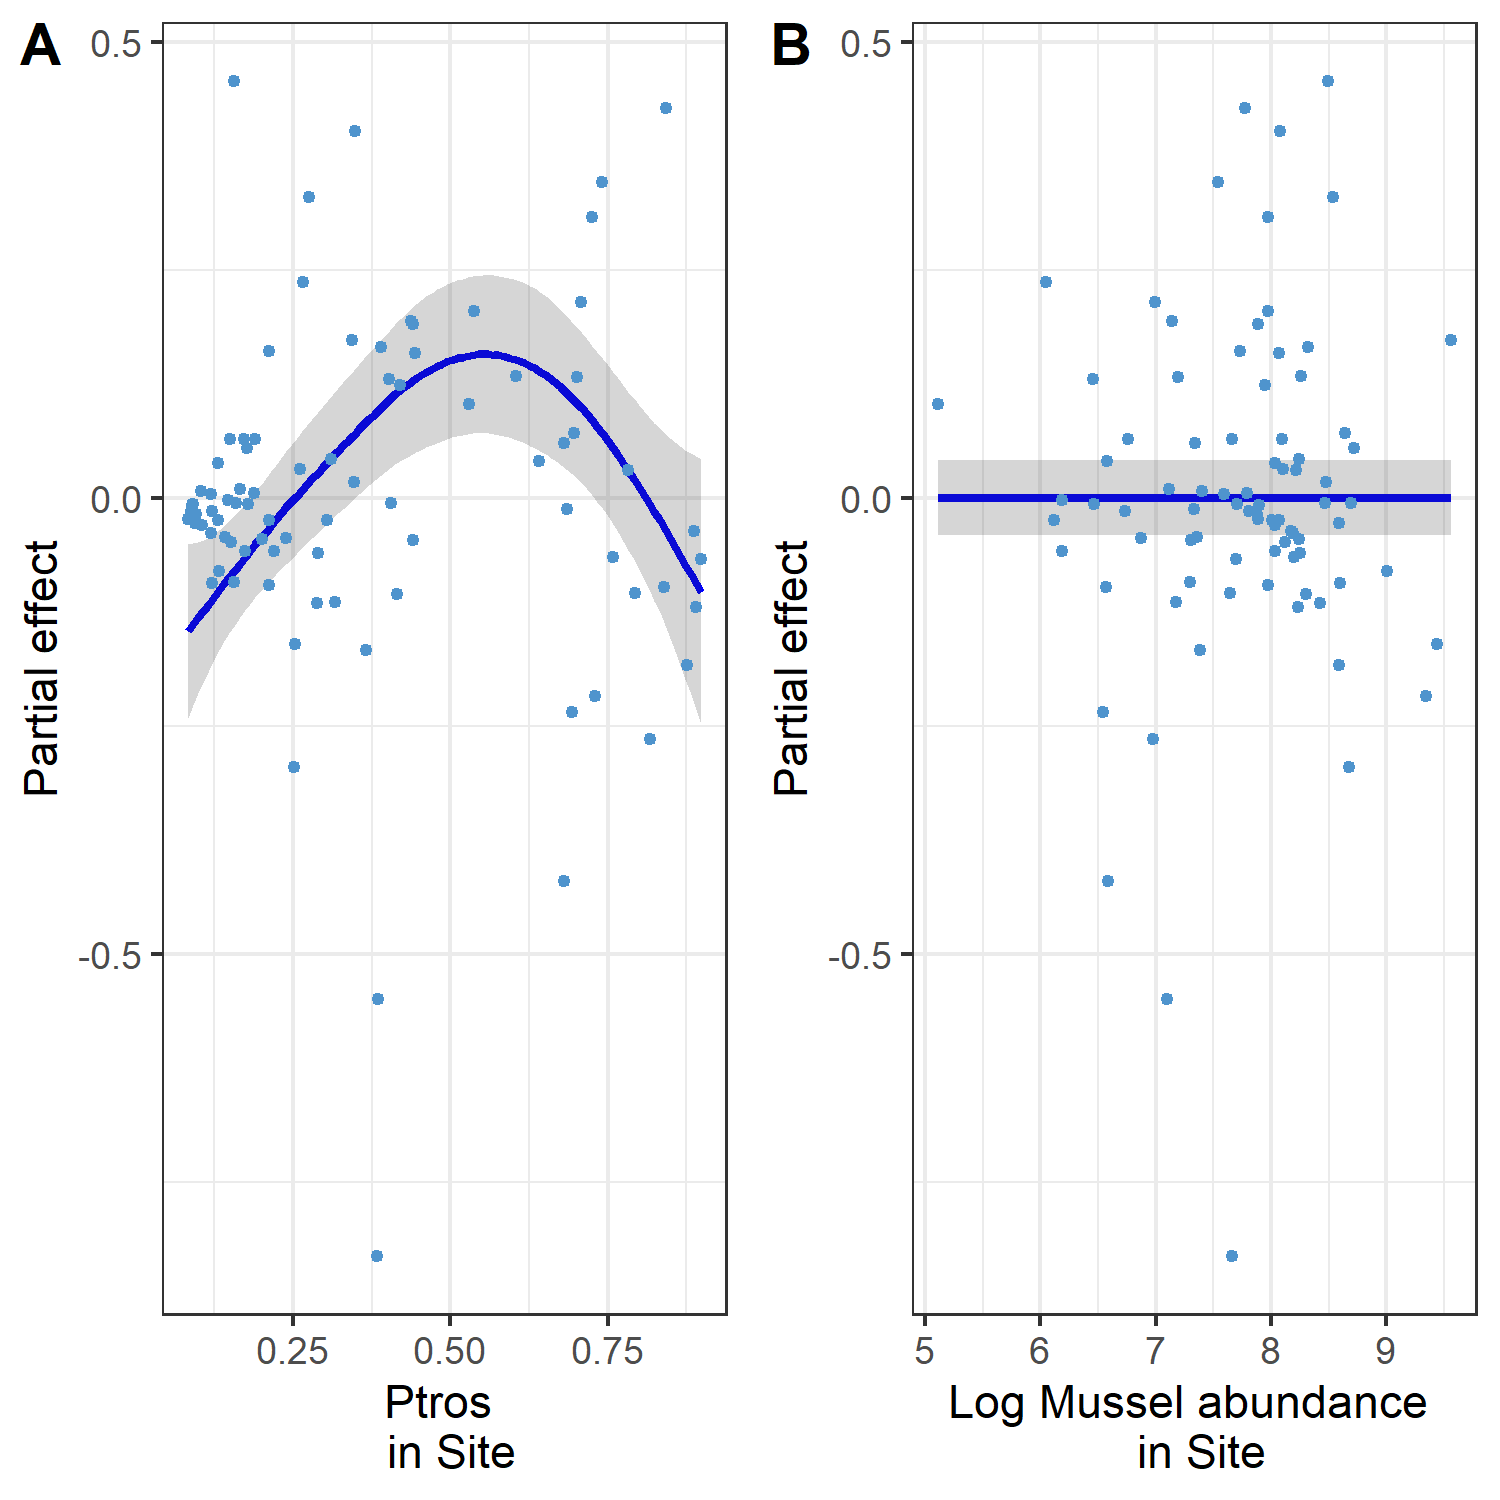 A
0.5
0.0
-0.5
Partial effect
0.25 0.50 0.75
Ptros
in Site
B
0.5
0.0
-0.5
Partial effect
5 6 7 8 9
Log Mussel abundance
in Site